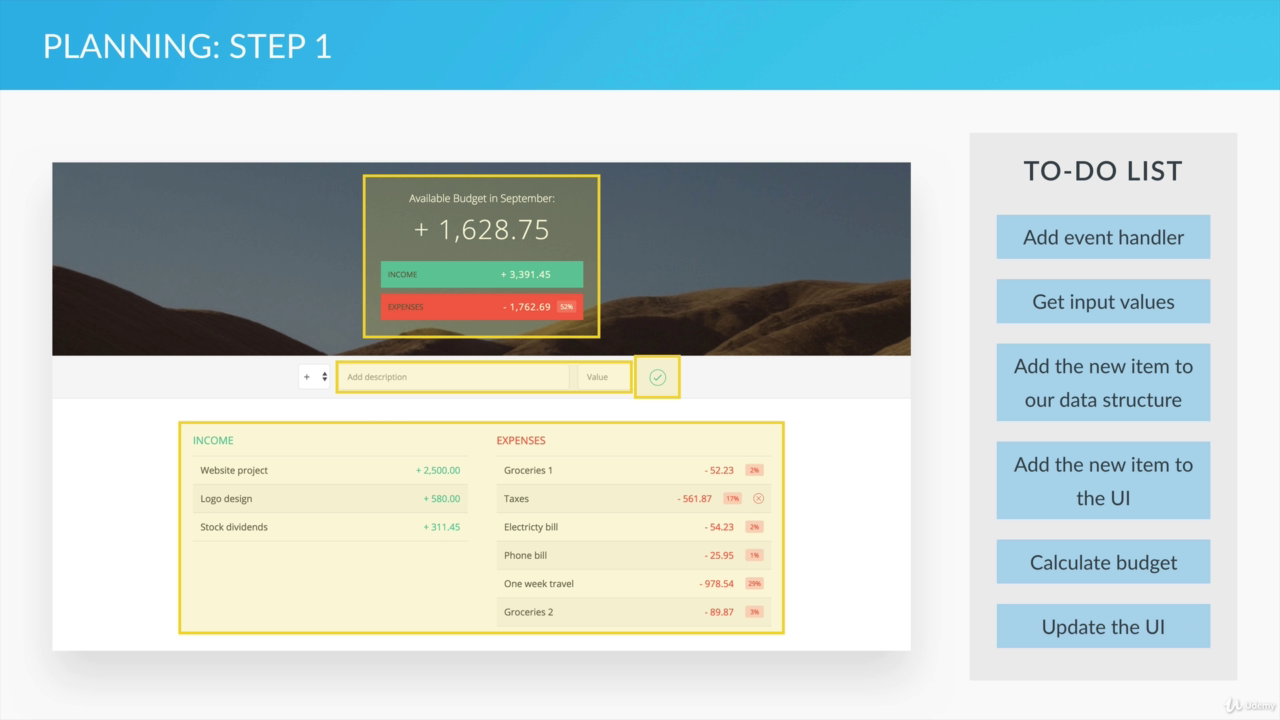 PLANNING: STEP 1
Available Budget in September:
+ 1,628.75
INCOME + 3,391.45
EXPENSES - 1,762.69 52%
+ Add description Value
INCOME
Website project + 2,500.00
Logo design + 580.00
Stock dividends + 311.45
EXPENSES
Groceries 1 - 52.23 2%
Taxes - 561.87 17%
Electricty bill - 54.23 2%
Phone bill - 25.95 1%
One week travel - 978.54 29%
Groceries 2 - 89.87 3%
TO-DO LIST
Add event handler
Get input values
Add the new item to
our data structure
Add the new item to
the UI
Calculate budget
Update the UI
Udemy